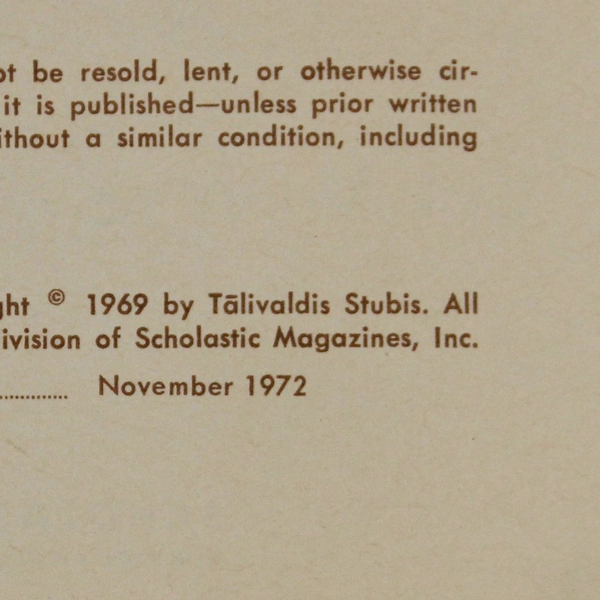 ot be resold, lent, or otherwise cir-
it is published—unless prior written
ithout a similar condition, including
ght © 1969 by Tālivaldis Stubis. All
ivision of Scholastic Magazines, Inc.
.............. November 1972